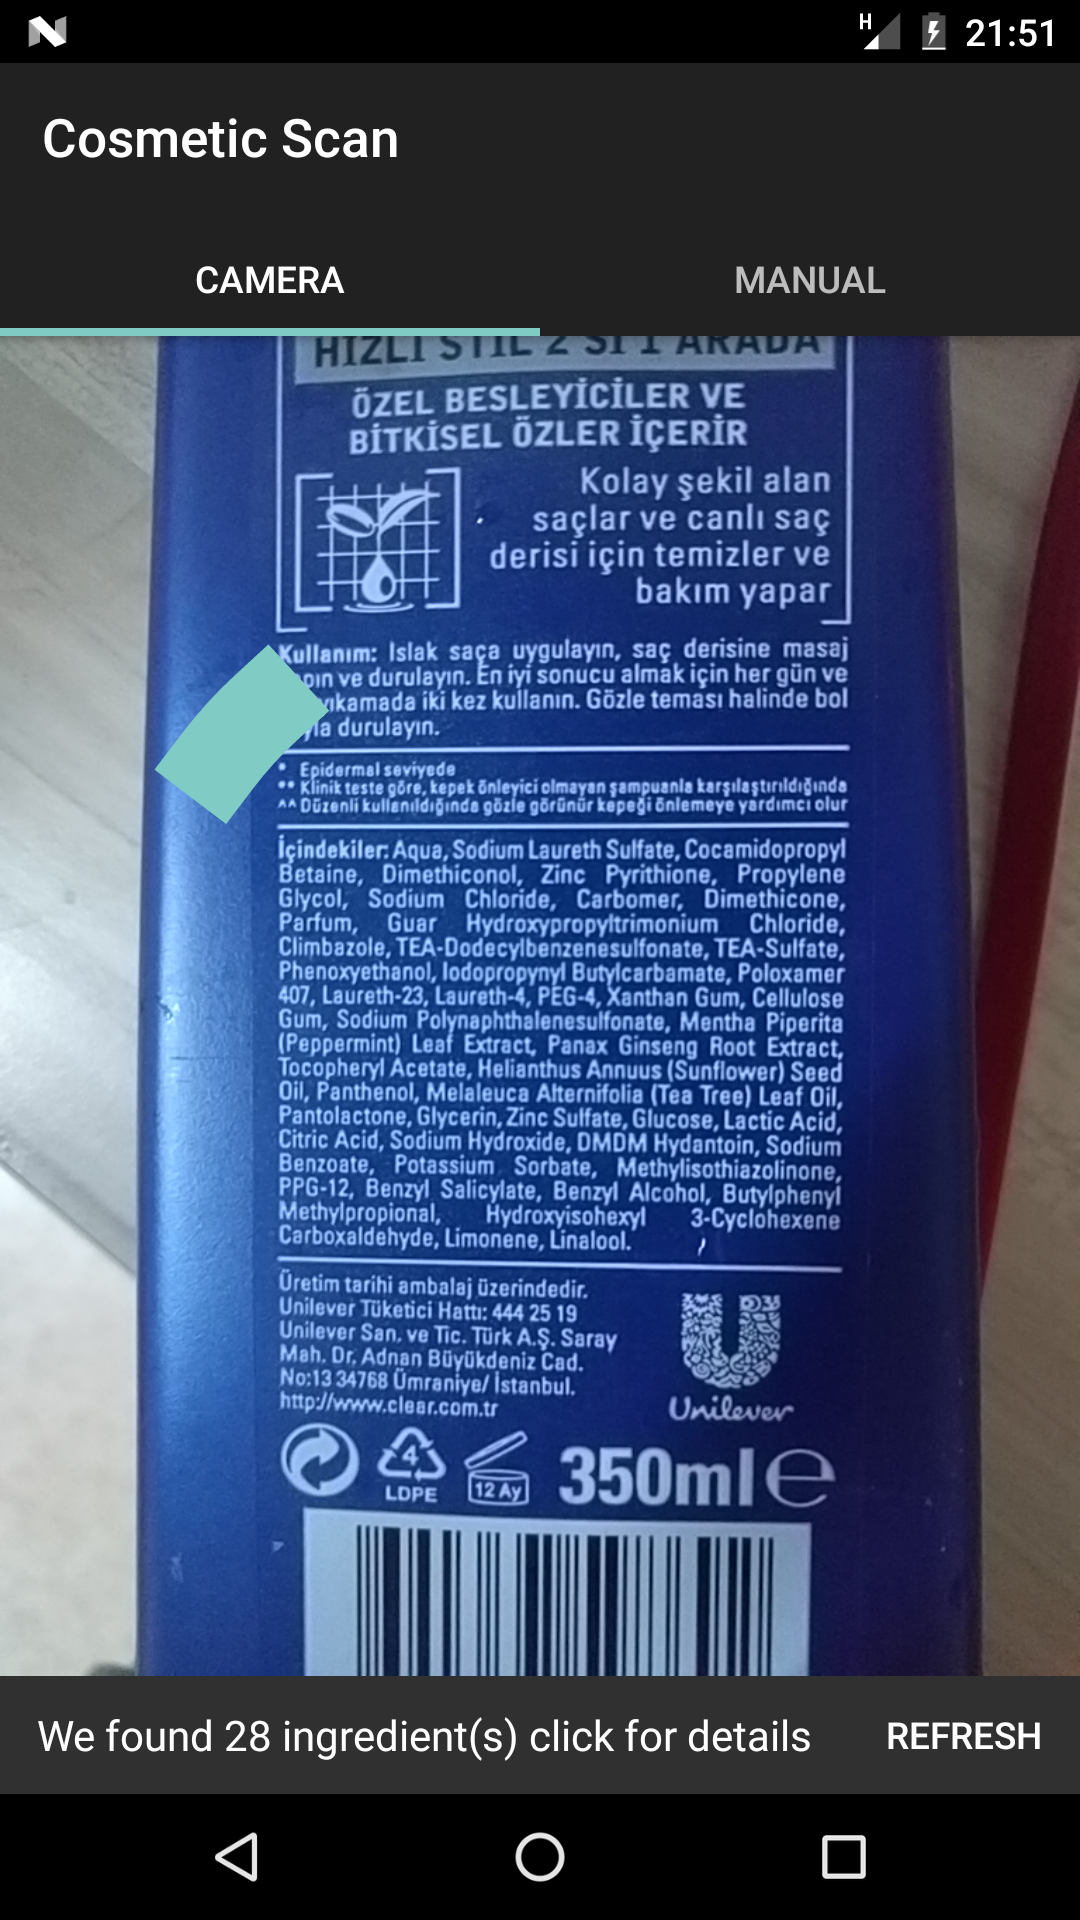 H
21:51
Cosmetic Scan
CAMERA
MANUAL
HIZLI STİL 2'Sİ 1 ARADA
ÖZEL BESLEYİCİLER VE
BİTKİSEL ÖZLER İÇERİR
Kolay şekil alan
saçlar ve canlı saç
derisi için temizler ve
bakım yapar
Kullanım: Islak saça uygulayın, saç derisine masaj
ve durulayın. En iyi sonucu almak için her gün ve
yıkamada iki kez kullanın. Gözle teması halinde bol
durulayın.
* Epidermal seviyede
** Klinik teste göre, kepek önleyici olmayan şampuanla karşılaştırıldığında
^^ Düzenli kullanıldığında gözle görünür kepeği önlemeye yardımcı olur
İçindekiler: Aqua, Sodium Laureth Sulfate, Cocamidopropyl
Betaine, Dimethiconol, Zinc Pyrithione, Propylene
Glycol, Sodium Chloride, Carbomer, Dimethicone,
Parfum, Guar Hydroxypropyltrimonium Chloride,
Climbazole, TEA-Dodecylbenzenesulfonate, TEA-Sulfate,
Phenoxyethanol, Iodopropynyl Butylcarbamate, Poloxamer
407, Laureth-23, Laureth-4, PEG-4, Xanthan Gum, Cellulose
Gum, Sodium Polynaphthalenesulfonate, Mentha Piperita
(Peppermint) Leaf Extract, Panax Ginseng Root Extract,
Tocopheryl Acetate, Helianthus Annuus (Sunflower) Seed
Oil, Panthenol, Melaleuca Alternifolia (Tea Tree) Leaf Oil,
Pantolactone, Glycerin, Zinc Sulfate, Glucose, Lactic Acid,
Citric Acid, Sodium Hydroxide, DMDM Hydantoin, Sodium
Benzoate, Potassium Sorbate, Methylisothiazolinone,
PPG-12, Benzyl Salicylate, Benzyl Alcohol, Butylphenyl
Methylpropional, Hydroxyisohexyl 3-Cyclohexene
Carboxaldehyde, Limonene, Linalool.
Üretim tarihi ambalaj üzerindedir.
Unilever Tüketici Hattı: 444 25 19
Unilever San. ve Tic. Türk A.Ş. Saray
Mah. Dr. Adnan Büyükdeniz Cad.
No:13 34768 Ümraniye/ İstanbul.
http://www.clear.com.tr
Unilever
4
LDPE
12 Ay
350ml e
We found 28 ingredient(s) click for details
REFRESH